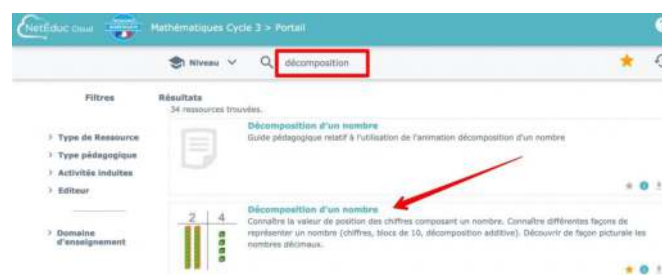 NetEduc Cloud
Mathématiques Cycle 3 > Portail
Niveau
décomposition
Filtres
Type de Ressource
Type pédagogique
Activités induites
Editeur
Domaine
d'enseignement
Résultats
34 ressources trouvées.
Décomposition d'un nombre
Guide pédagogique relatif à l'utilisation de l'animation décomposition d'un nombre
2 4
Décomposition d'un nombre
Connaître la valeur de position des chiffres composant un nombre. Connaître différentes façons de
représenter un nombre (chiffres, blocs de 10, décomposition additive). Découvrir de façon picturale les
nombres décimaux.